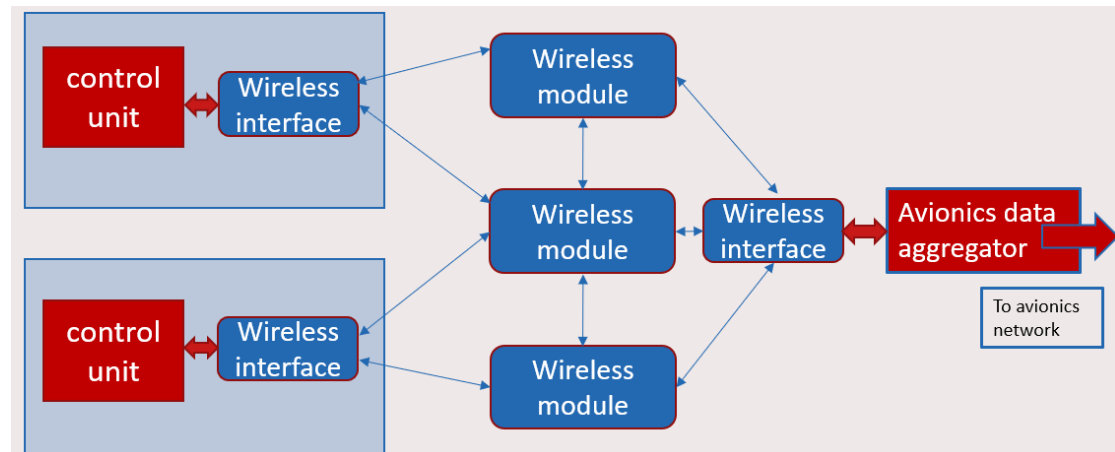 control
unit
Wireless
interface
Wireless
module
Wireless
module
Wireless
interface
Avionics data
aggregator
To avionics
network
control
unit
Wireless
interface
Wireless
module